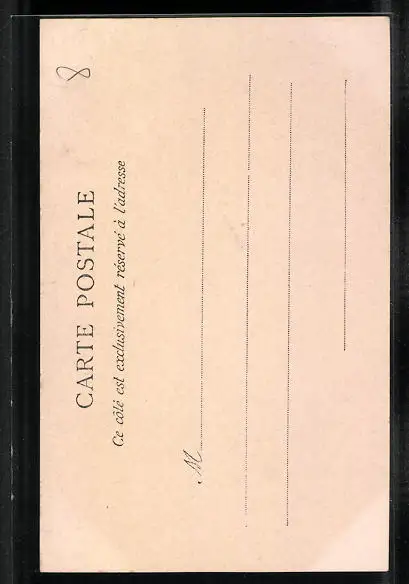 CARTE POSTALE
Ce côté est exclusivement réservé à l'adresse
M
8